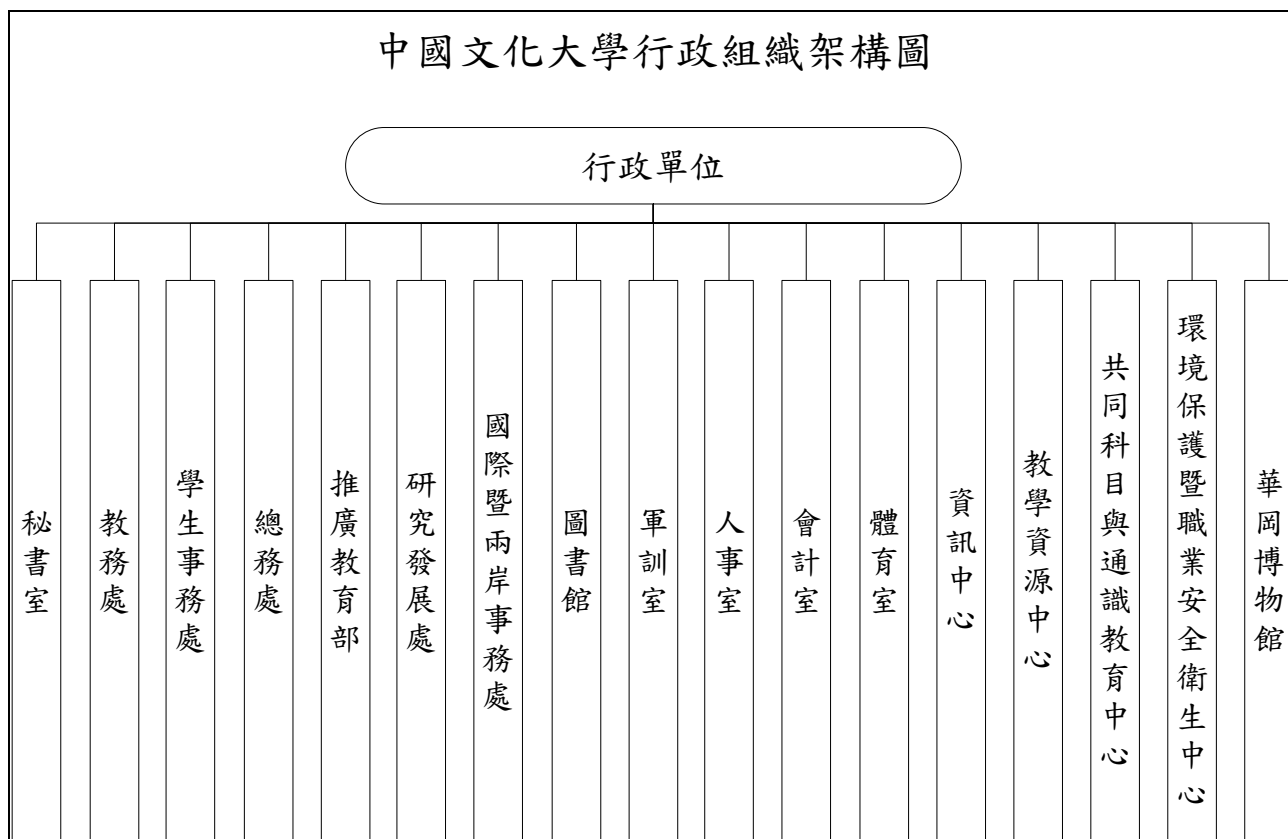 中國文化大學行政組織架構圖
行政單位
秘書室
教務處
學生事務處
總務處
推廣教育部
研究發展處
國際暨兩岸事務處
圖書館
軍訓室
人事室
會計室
體育室
資訊中心
教學資源中心
共同科目與通識教育中心
環境保護暨職業安全衛生中心
華岡博物館